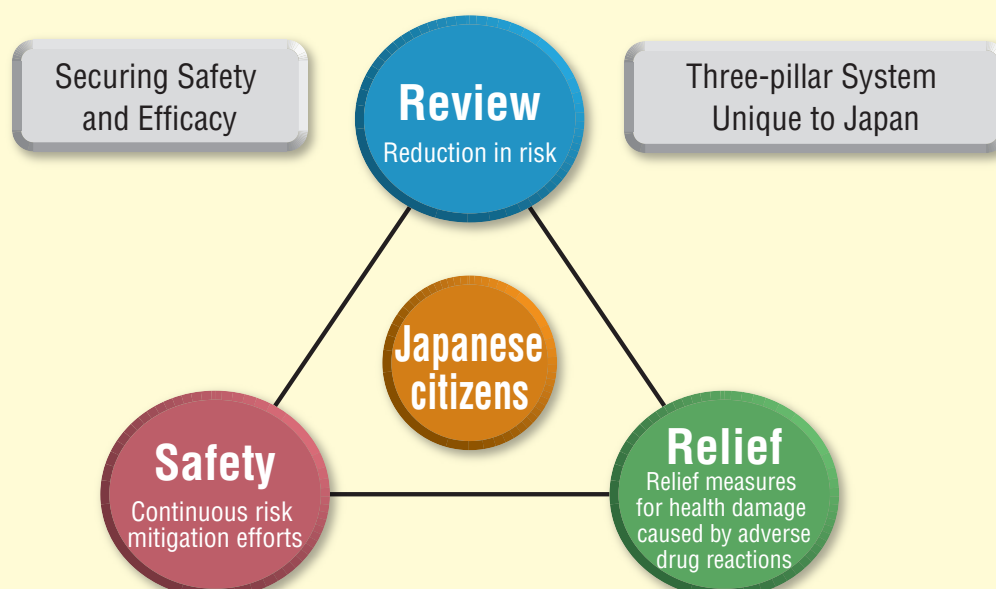 Securing Safety
and Efficacy
Review
Reduction in risk
Three-pillar System
Unique to Japan
Japanese
citizens
Safety
Continuous risk
mitigation efforts
Relief
Relief measures
for health damage
caused by adverse
drug reactions